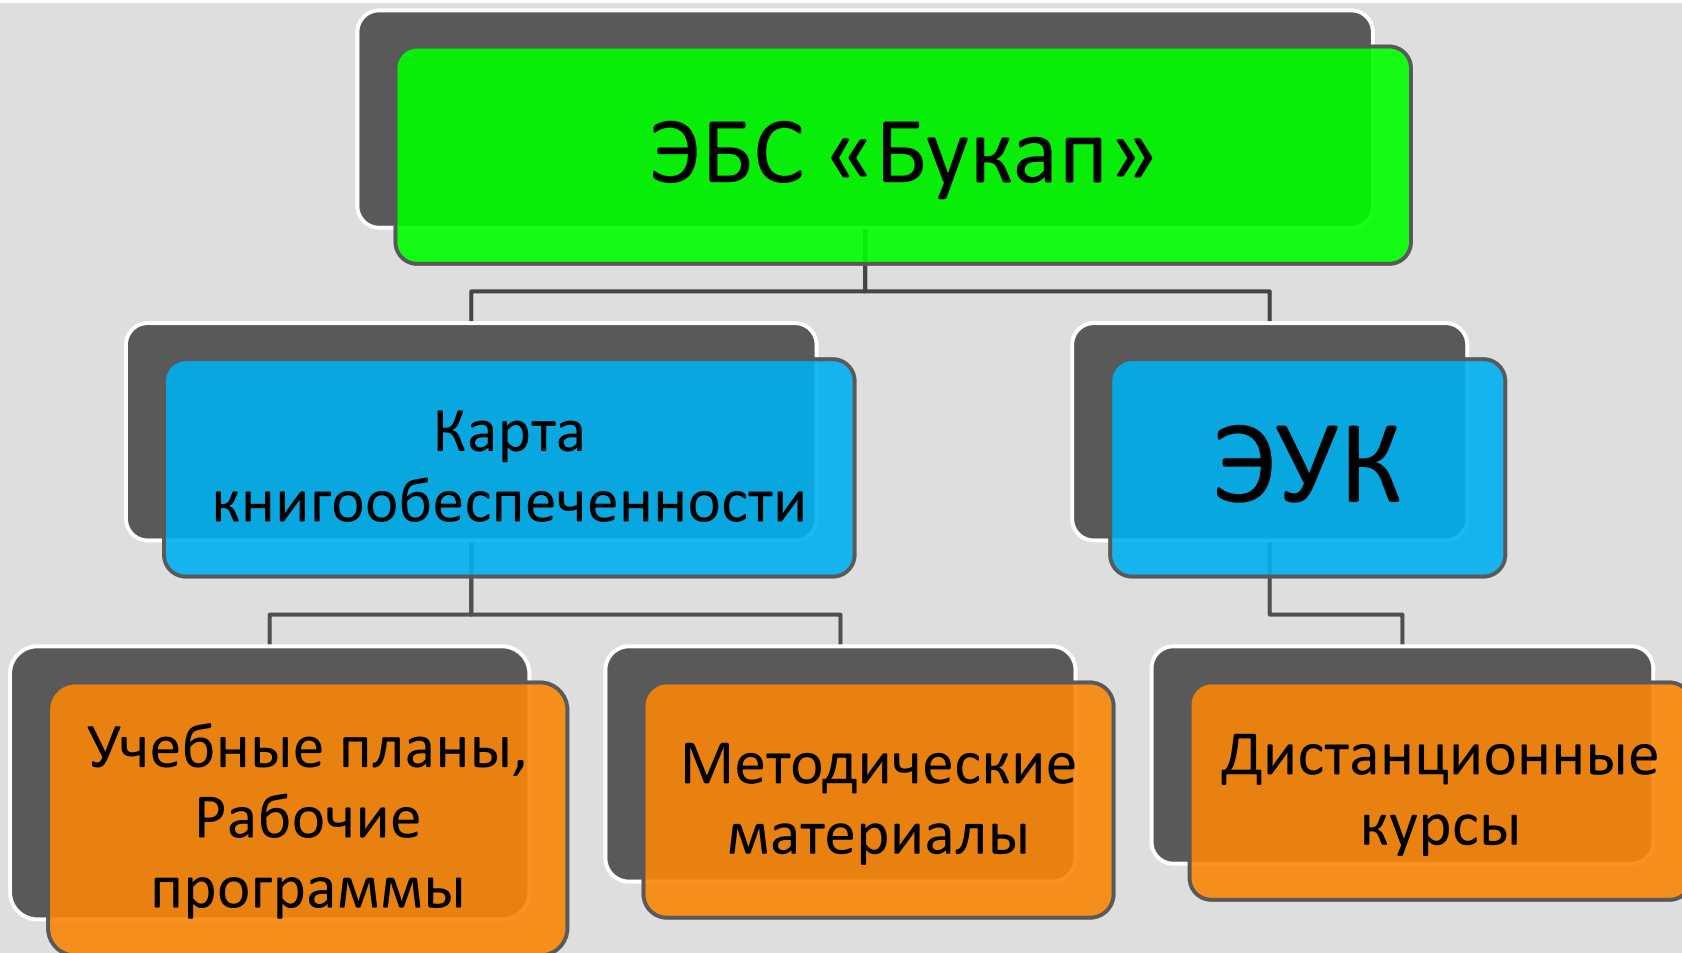 ЭБС «Букап»
Карта
книгообеспеченности
ЭУК
Учебные планы,
Рабочие
программы
Методические
материалы
Дистанционные
курсы